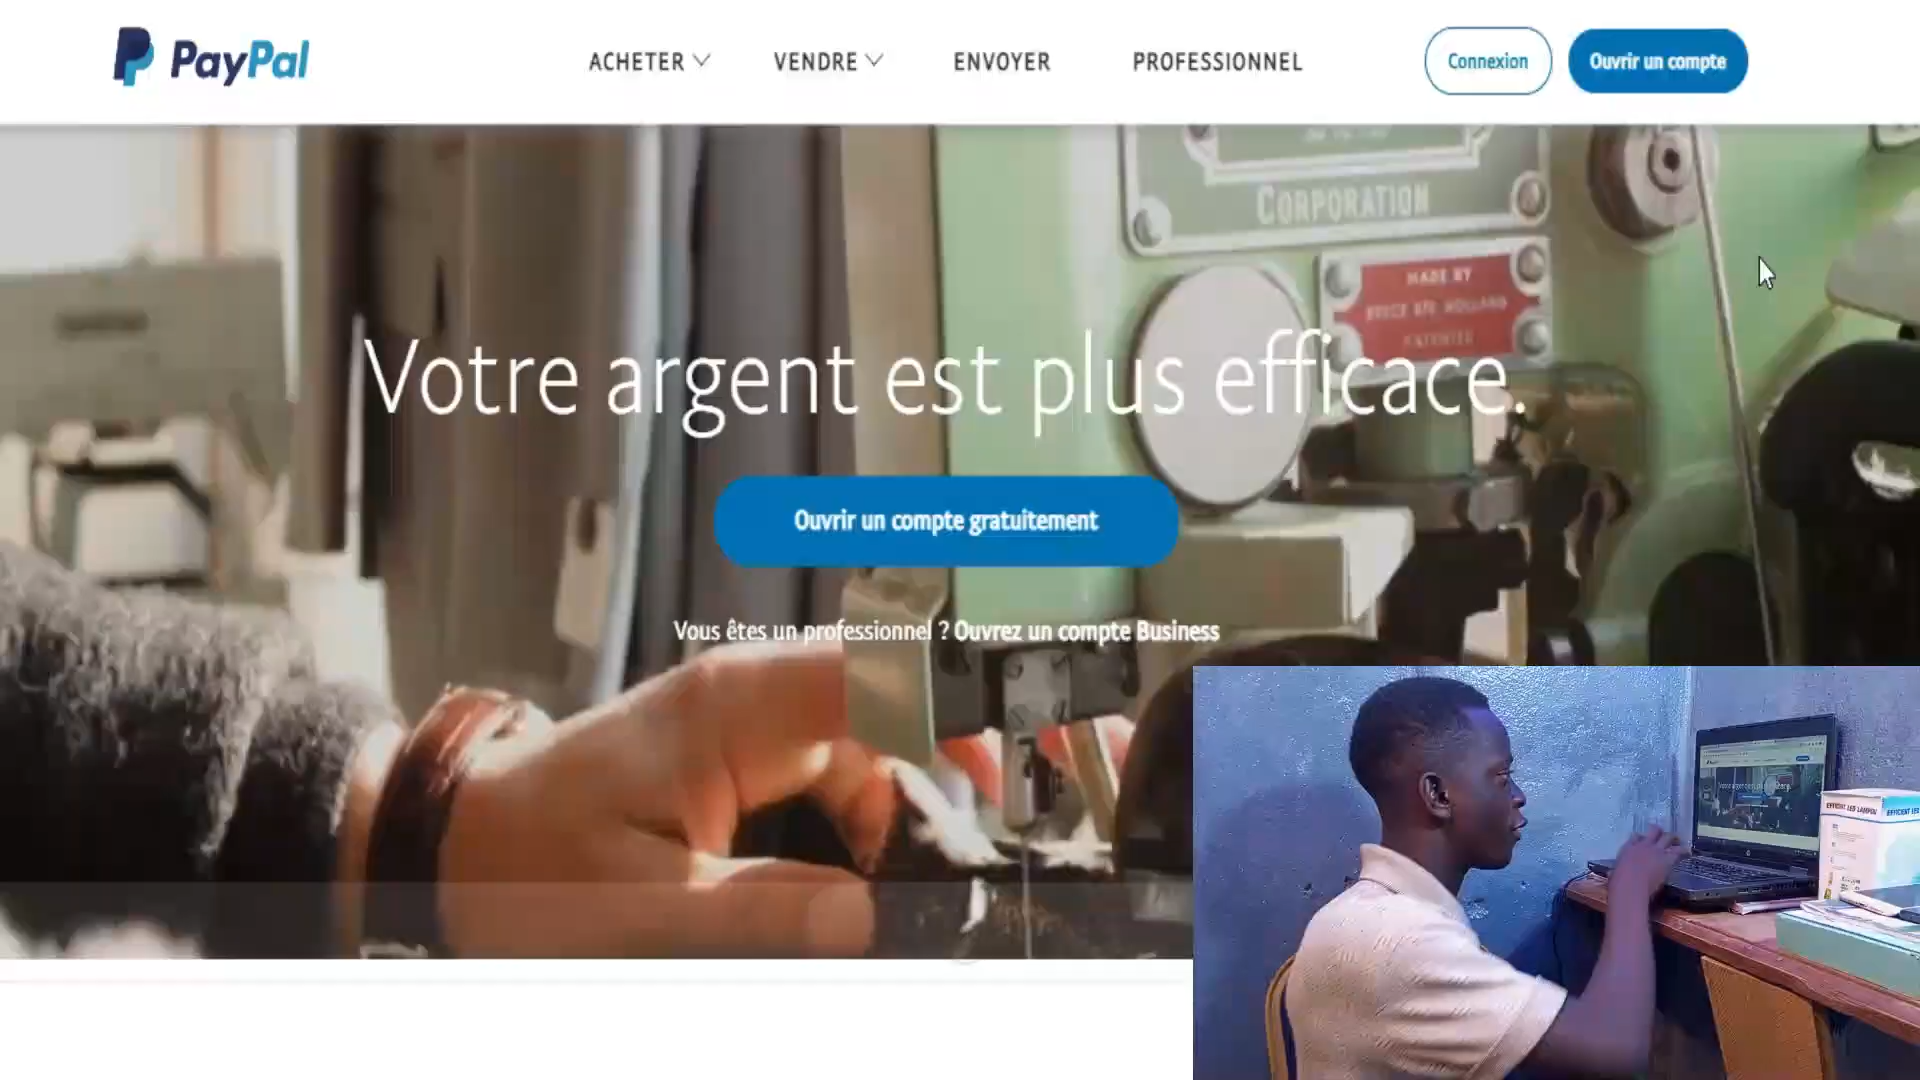 PayPal
ACHETER
VENDRE
ENVOYER
PROFESSIONNEL
Connexion
Ouvrir un compte
CORPORATION
MADE BY
Votre argent est plus efficace.
Ouvrir un compte gratuitement
Vous êtes un professionnel ? Ouvrez un compte Business